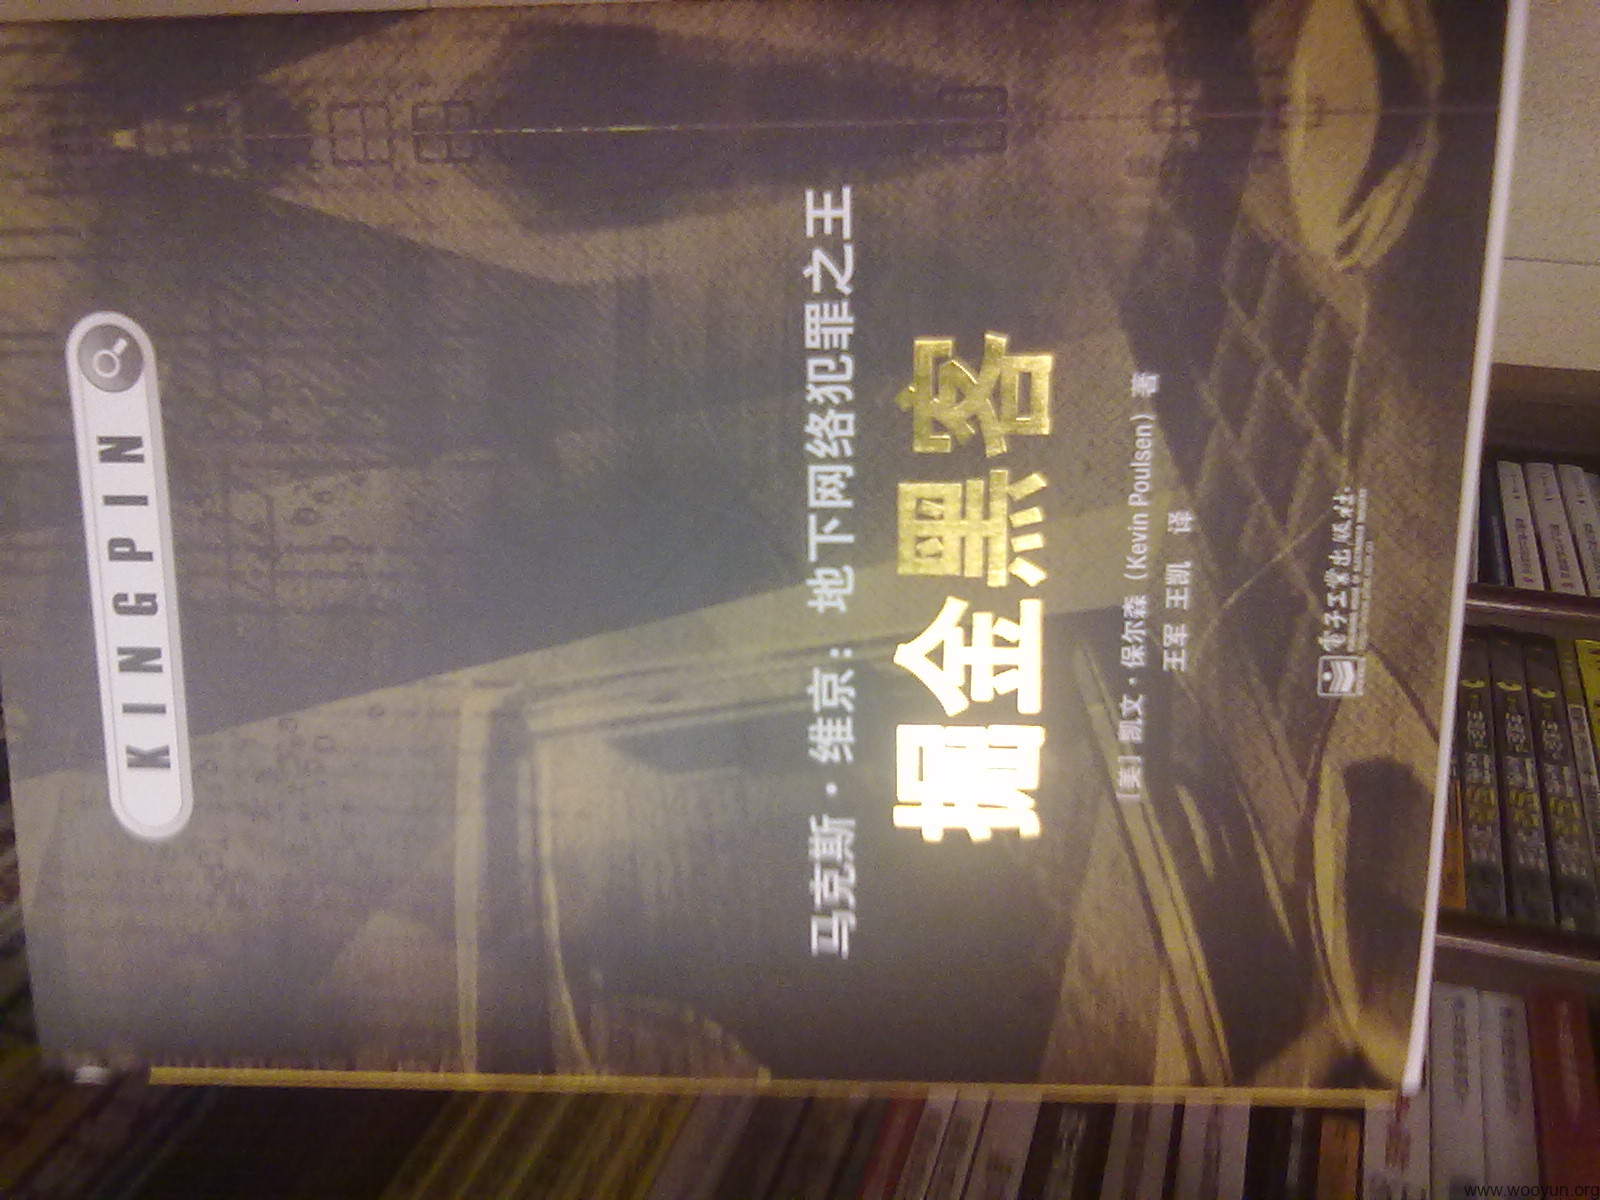 KINGPIN
马克斯·维京：地下网络犯罪之王
掘金黑客
［美］凯文·保尔森（Kevin Poulsen）著
王军 王凯 译
電子工業出版社
www.wooyun.org